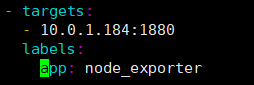 - targets:
  - 10.0.1.184:1880
  labels:
    app: node_exporter